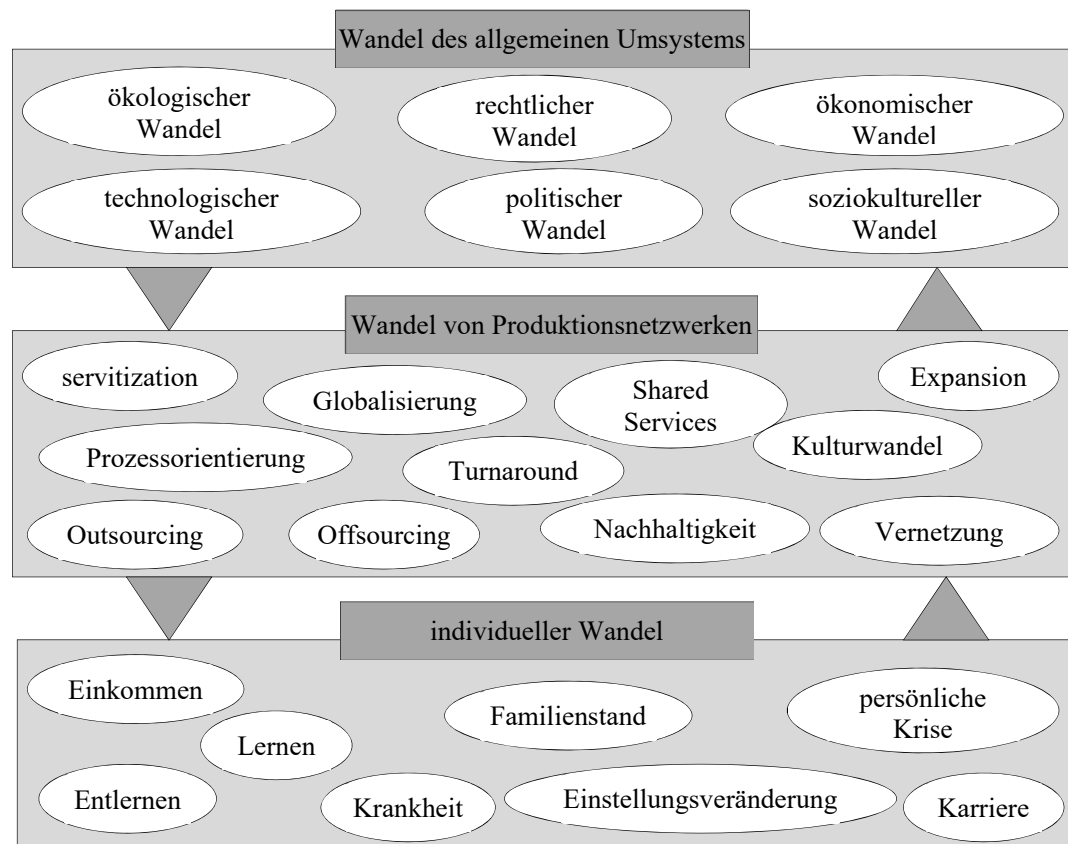 Wandel des allgemeinen Umsystems
ökologischer
Wandel
rechtlicher
Wandel
ökonomischer
Wandel
technologischer
Wandel
politischer
Wandel
soziokultureller
Wandel
Wandel von Produktionsnetzwerken
servitization
Globalisierung
Shared
Services
Expansion
Prozessorientierung
Turnaround
Kulturwandel
Outsourcing
Offsourcing
Nachhaltigkeit
Vernetzung
individueller Wandel
Einkommen
Lernen
Familienstand
persönliche
Krise
Entlernen
Krankheit
Einstellungsveränderung
Karriere